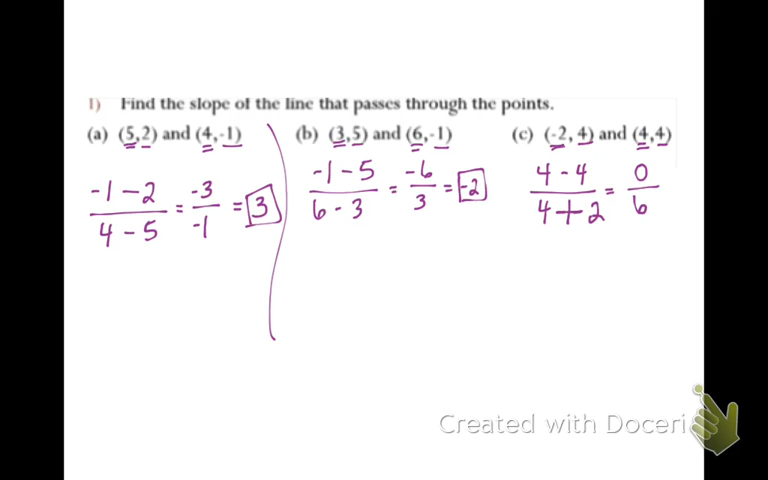 1) Find the slope of the line that passes through the points.
(a) (5,2) and (4,-1) (b) (3,5) and (6,-1) (c) (-2, 4) and (4,4)
-1-2/4-5 = -3/-1 = 3 -1-5/6-3 = -6/3 = -2 4-4/4+2 = 0/6
Created with Doceri